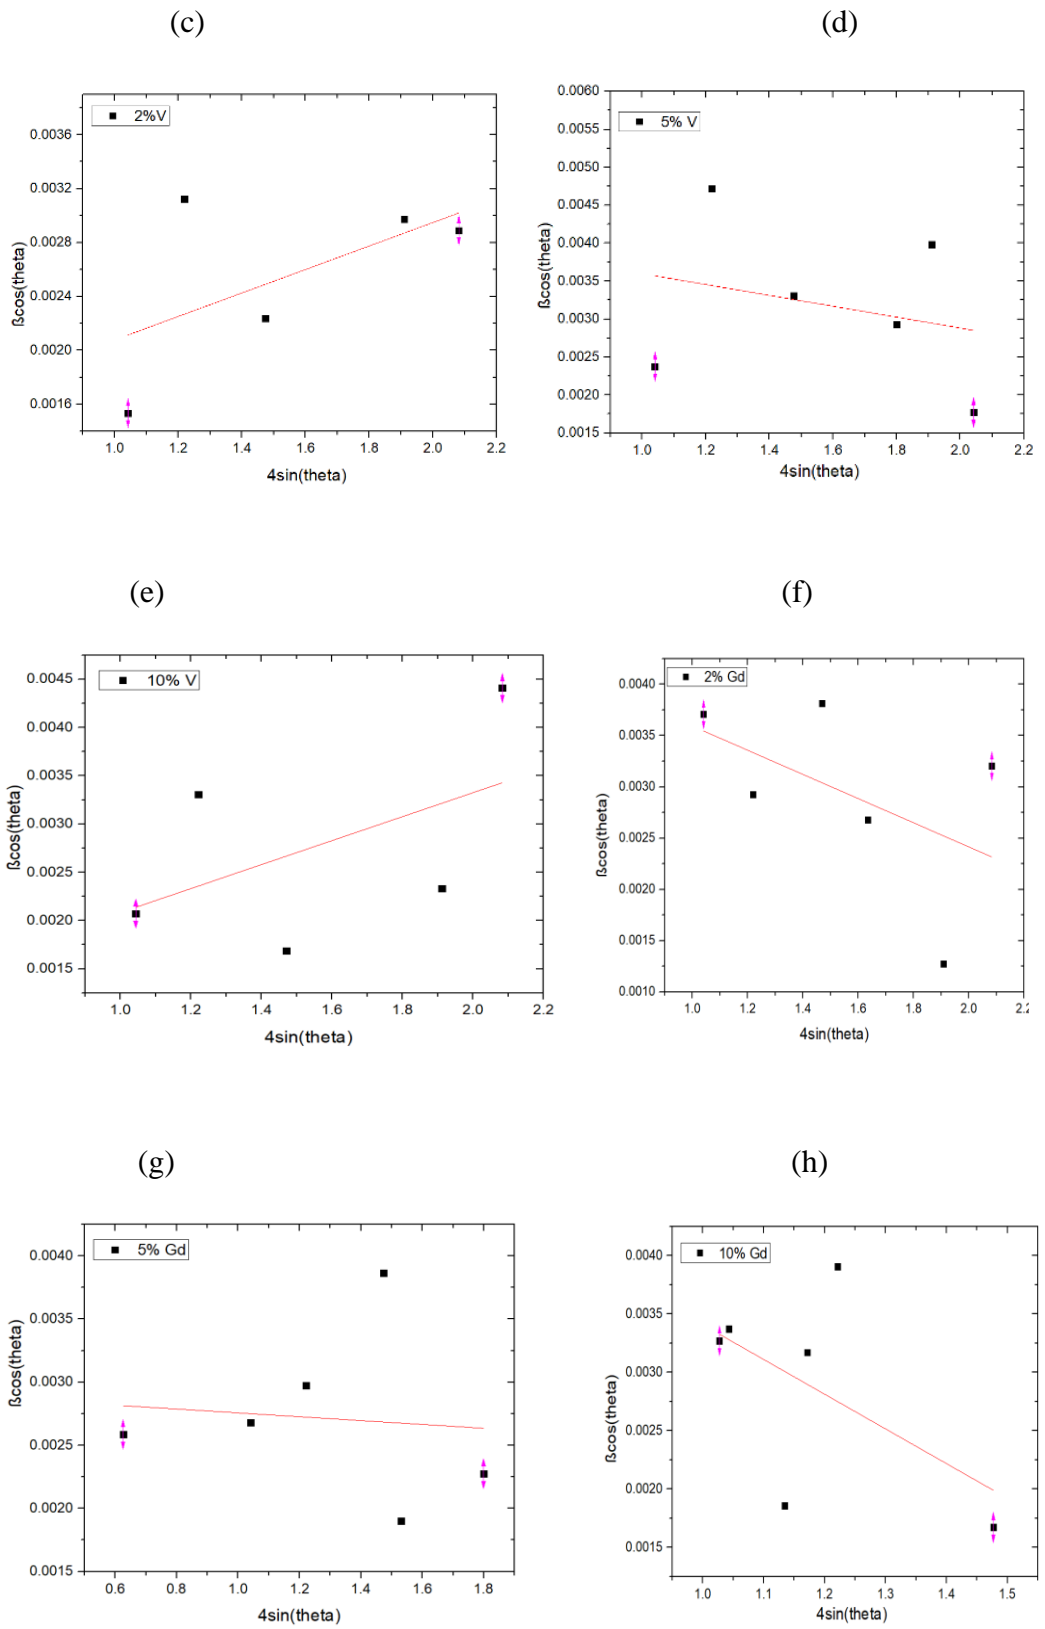 (c)
(d)
2%V
0.0036
0.0032
0.0028
0.0024
0.0020
0.0016
ßcos(theta)
1.0 1.2 1.4 1.6 1.8 2.0 2.2
4sin(theta)
5% V
0.0060
0.0055
0.0050
0.0045
0.0040
0.0035
0.0030
0.0025
0.0020
0.0015
ßcos(theta)
1.0 1.2 1.4 1.6 1.8 2.0 2.2
4sin(theta)
(e)
(f)
10% V
0.0045
0.0040
0.0035
0.0030
0.0025
0.0020
0.0015
ßcos(theta)
1.0 1.2 1.4 1.6 1.8 2.0 2.2
4sin(theta)
2% Gd
0.0040
0.0035
0.0030
0.0025
0.0020
0.0015
0.0010
ßcos(theta)
1.0 1.2 1.4 1.6 1.8 2.0 2.2
4sin(theta)
(g)
(h)
5% Gd
0.0040
0.0035
0.0030
0.0025
0.0020
0.0015
ßcos(theta)
0.6 0.8 1.0 1.2 1.4 1.6 1.8
4sin(theta)
10% Gd
0.0040
0.0035
0.0030
0.0025
0.0020
0.0015
ßcos(theta)
1.0 1.1 1.2 1.3 1.4 1.5
4sin(theta)